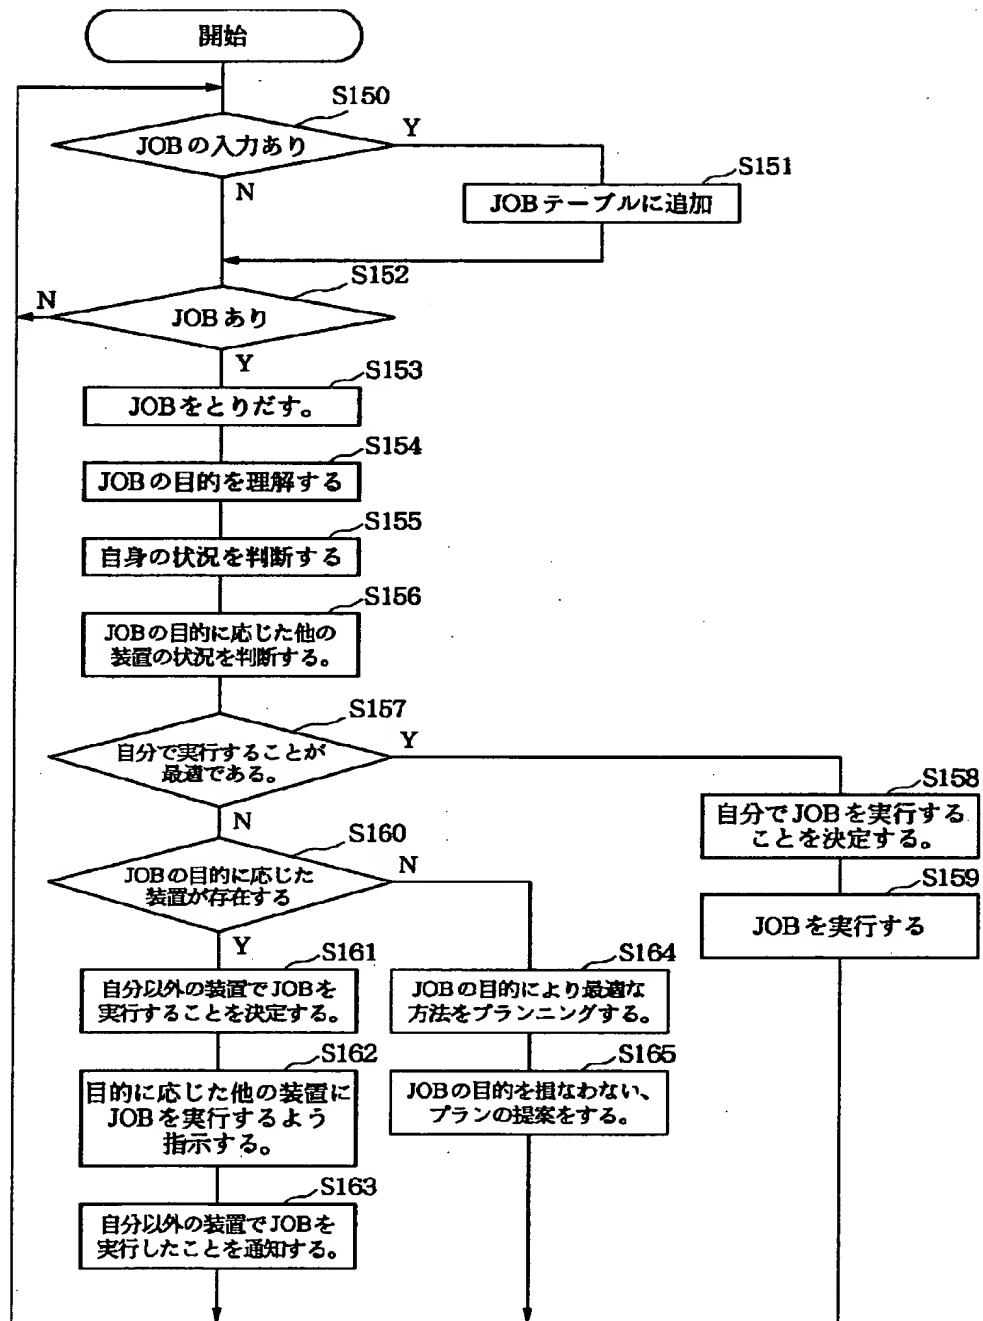 開始
S150
JOBの入力あり
Y
N
S151
JOBテーブルに追加
S152
N
JOBあり
Y
S153
JOBをとりだす。
S154
JOBの目的を理解する
S155
自身の状況を判断する
S156
JOBの目的に応じた他の
装置の状況を判断する。
S157
自分で実行することが
最適である。
Y
N
S158
自分でJOBを実行する
ことを決定する。
S159
JOBを実行する
S160
JOBの目的に応じた
装置が存在する
N
Y
S161
自分以外の装置でJOBを
実行することを決定する。
S162
目的に応じた他の装置に
JOBを実行するよう
指示する。
S163
自分以外の装置でJOBを
実行したことを通知する。
S164
JOBの目的により最適な
方法をプランニングする。
S165
JOBの目的を損なわない、
プランの提案をする。